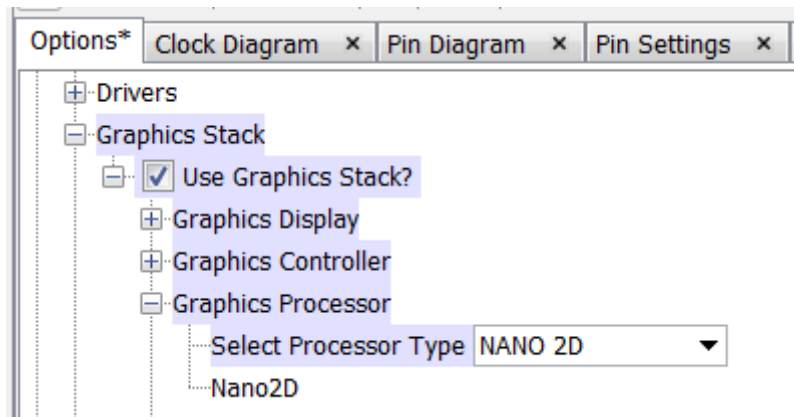 Options* Clock Diagram × Pin Diagram × Pin Settings ×
Drivers
Graphics Stack
Use Graphics Stack?
Graphics Display
Graphics Controller
Graphics Processor
Select Processor Type NANO 2D
Nano2D